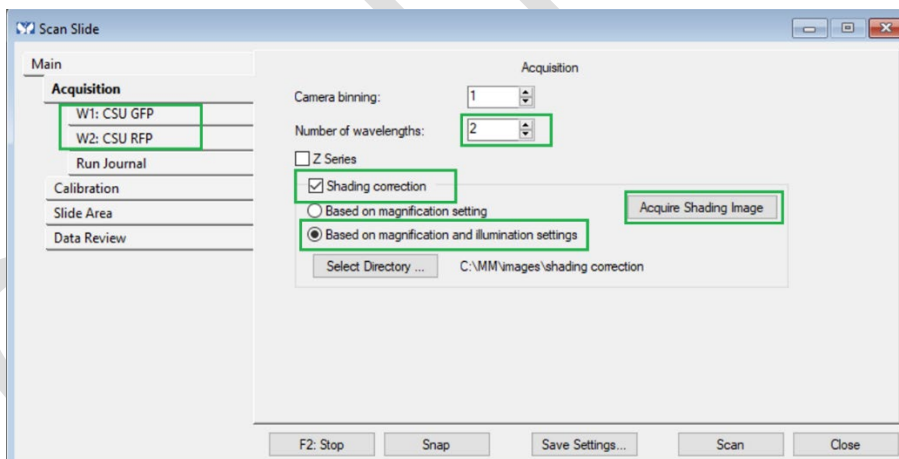 Scan Slide
Main
Acquisition
W1: CSU GFP
W2: CSU RFP
Run Journal
Calibration
Slide Area
Data Review
Acquisition
Camera binning: 1
Number of wavelengths: 2
Z Series
Shading correction
Based on magnification setting
Acquire Shading Image
Based on magnification and illumination settings
Select Directory ... C:\MM\images\shading correction
F2: Stop Snap Save Settings... Scan Close